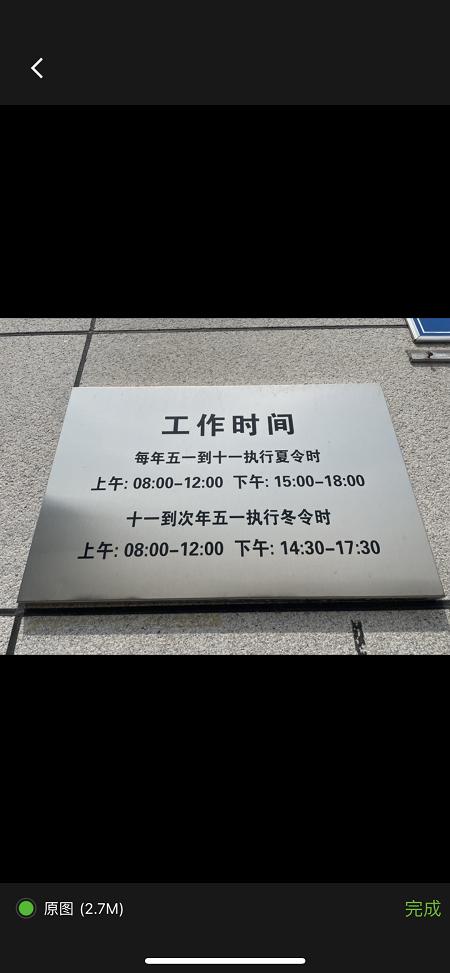 工作时间
每年五一到十一执行夏令时
上午: 08:00-12:00 下午: 15:00-18:00
十一到次年五一执行冬令时
上午: 08:00-12:00 下午: 14:30-17:30
原图 (2.7M)
完成